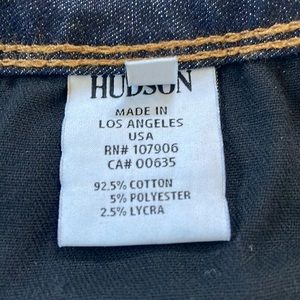 HUDSON
MADE IN
LOS ANGELES
USA
RN# 107906
CA# 00635
92.5% COTTON
5% POLYESTER
2.5% LYCRA